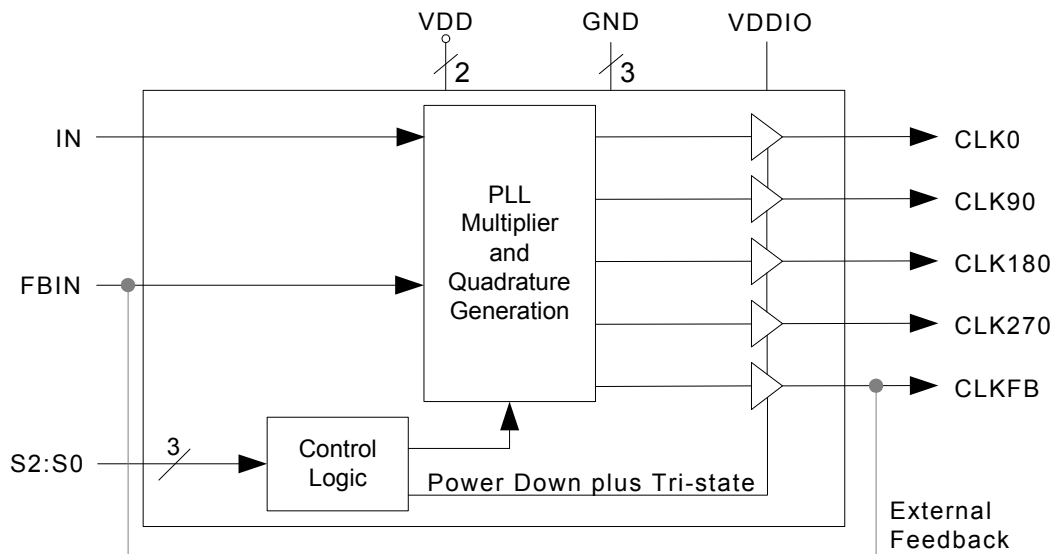 VDD
GND
VDDIO
2
3
IN
CLK0
PLL
Multiplier
and
Quadrature
Generation
CLK90
CLK180
FBIN
CLK270
CLKFB
S2:S0
3
Control
Logic
Power Down plus Tri-state
External
Feedback